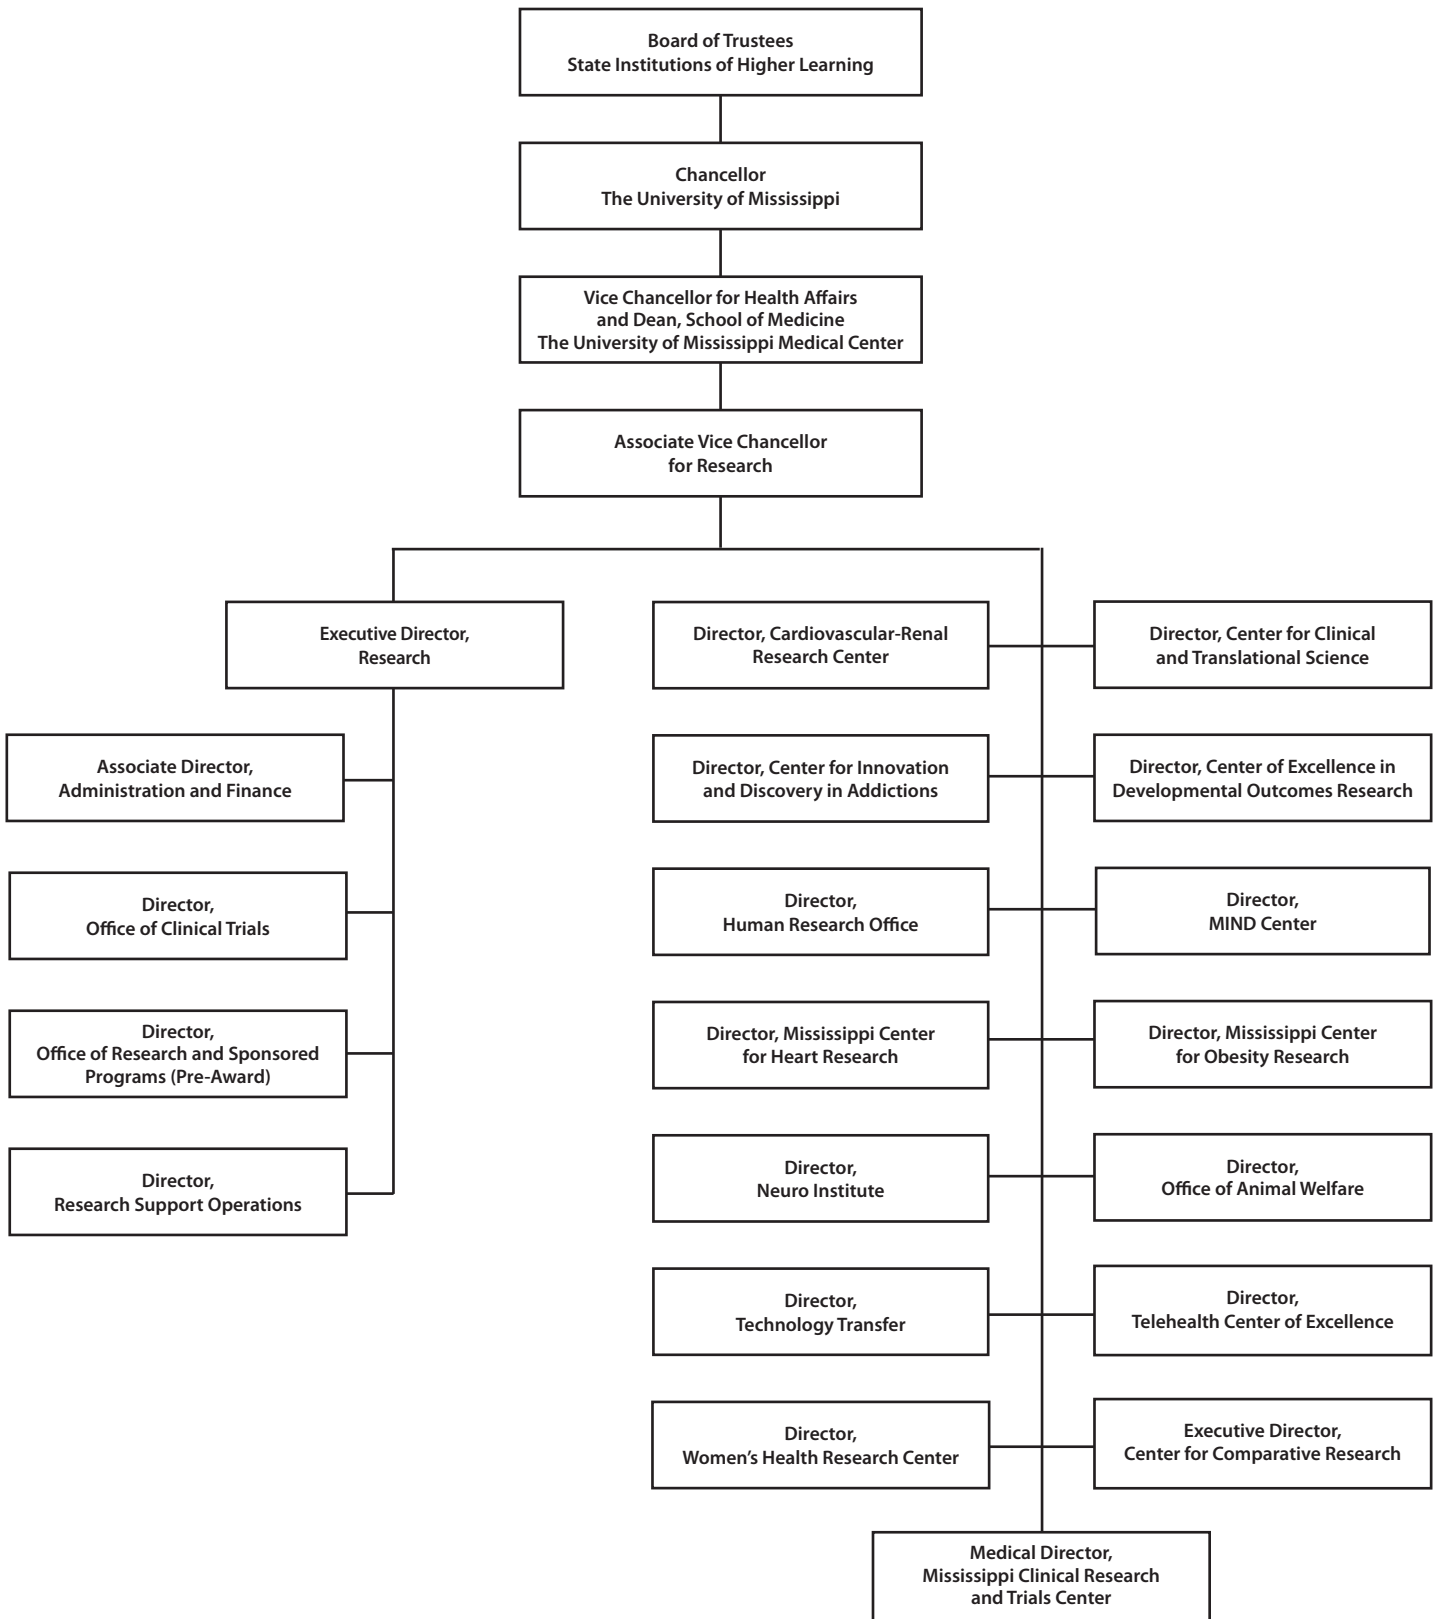 Board of Trustees
State Institutions of Higher Learning
Chancellor
The University of Mississippi
Vice Chancellor for Health Affairs
and Dean, School of Medicine
The University of Mississippi Medical Center
Associate Vice Chancellor
for Research
Executive Director,
Research
Associate Director,
Administration and Finance
Director,
Office of Clinical Trials
Director,
Office of Research and Sponsored
Programs (Pre-Award)
Director,
Research Support Operations
Director, Cardiovascular-Renal
Research Center
Director, Center for Clinical
and Translational Science
Director, Center for Innovation
and Discovery in Addictions
Director, Center of Excellence in
Developmental Outcomes Research
Director,
Human Research Office
Director,
MIND Center
Director, Mississippi Center
for Heart Research
Director, Mississippi Center
for Obesity Research
Director,
Neuro Institute
Director,
Office of Animal Welfare
Director,
Technology Transfer
Director,
Telehealth Center of Excellence
Director,
Women’s Health Research Center
Executive Director,
Center for Comparative Research
Medical Director,
Mississippi Clinical Research
and Trials Center